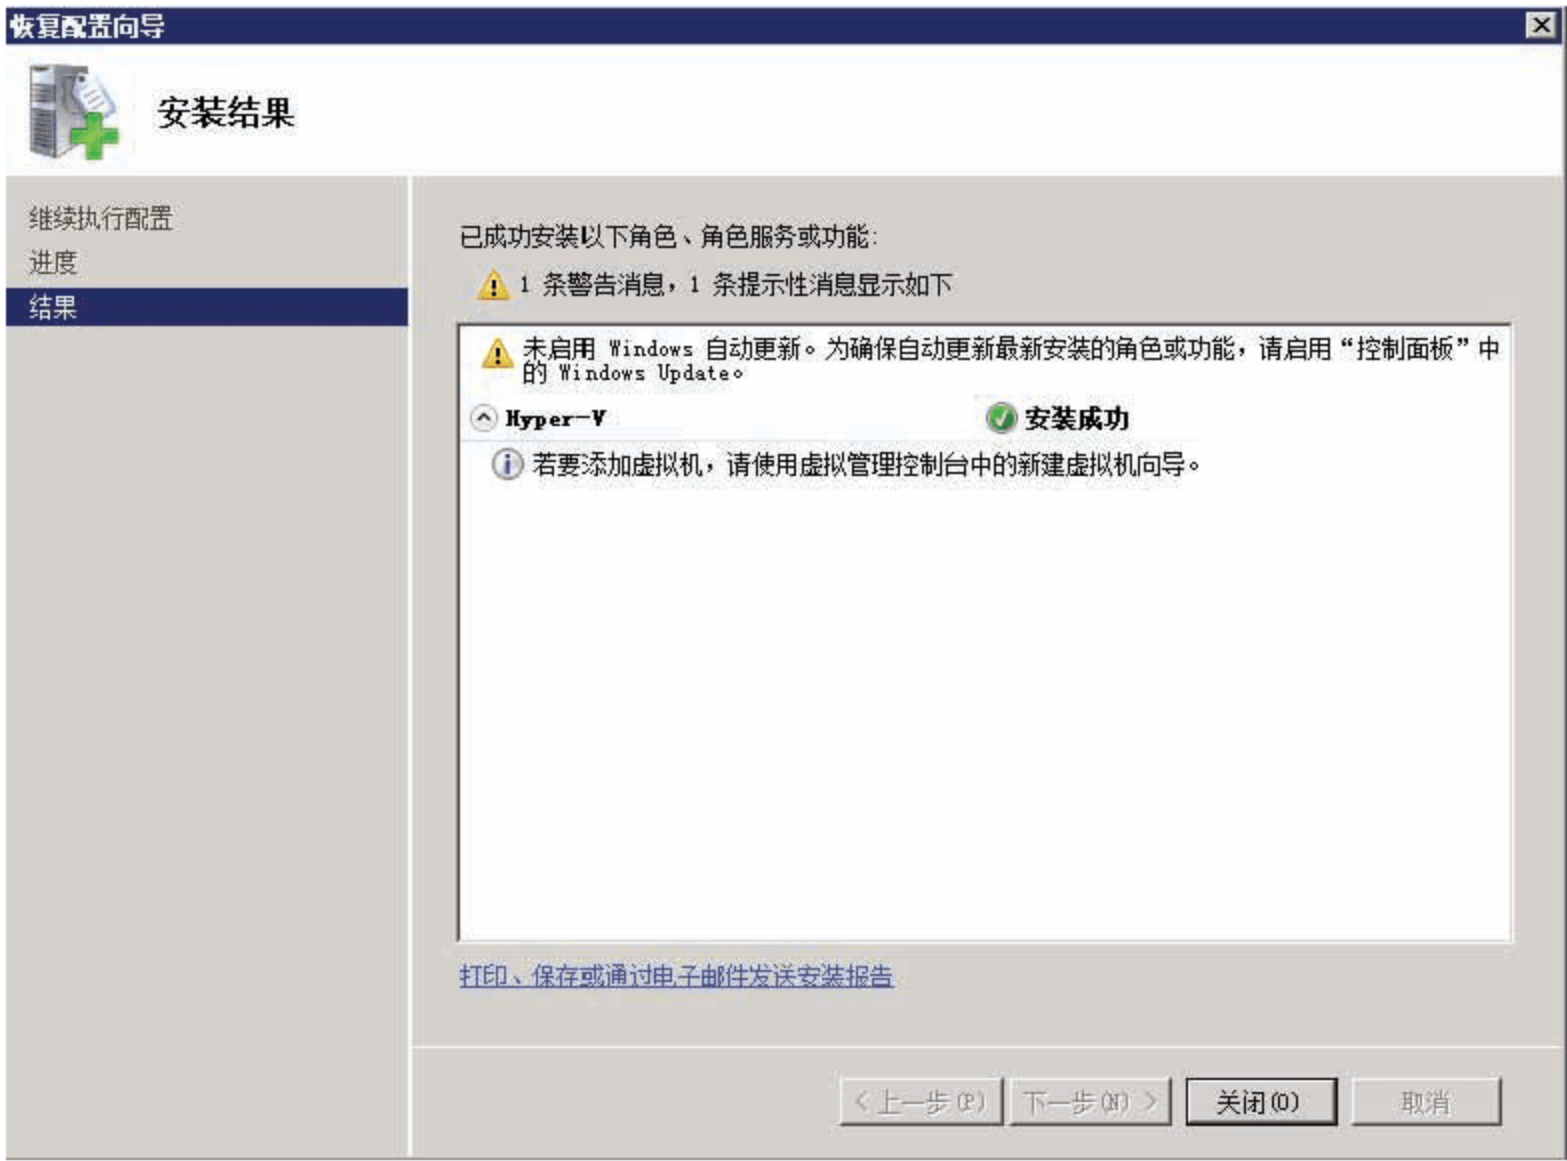 恢复配置向导
安装结果
继续执行配置
进度
结果
已成功安装以下角色、角色服务或功能:
1 条警告消息，1 条提示性消息显示如下
未启用 Windows 自动更新。为确保自动更新最新安装的角色或功能，请启用“控制面板”中
的 Windows Update。
Hyper-V 安装成功
若要添加虚拟机，请使用虚拟管理控制台中的新建虚拟机向导。
打印、保存或通过电子邮件发送安装报告
< 上一步(P) 下一步(N) > 关闭(O) 取消